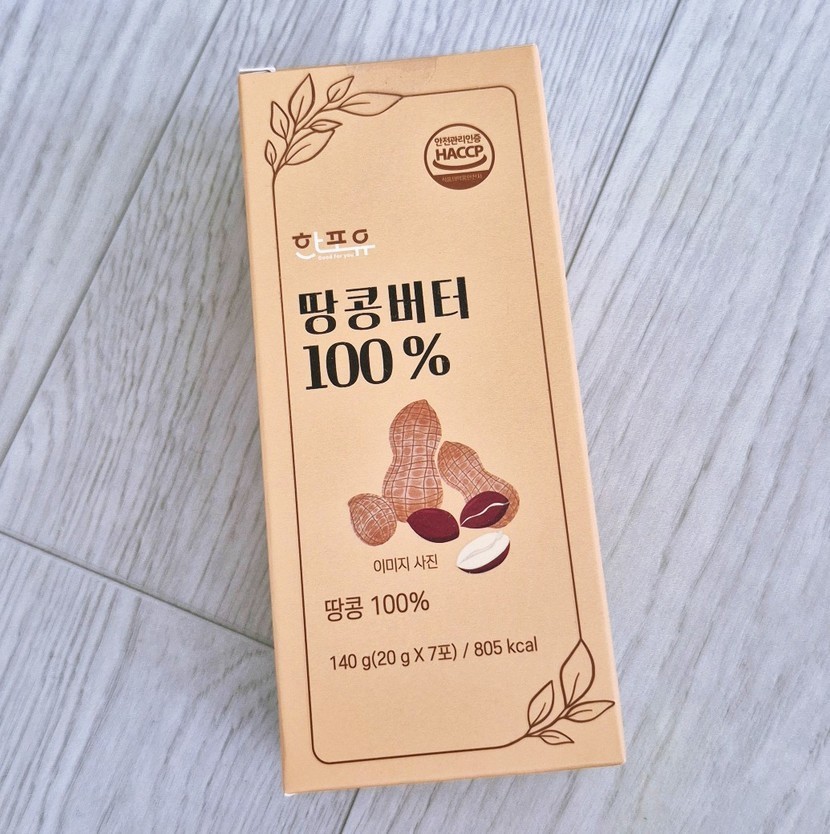 안전관리인증
HACCP
한포유
Good for you
땅콩버터
100%
이미지 사진
땅콩 100%
140 g(20 g X 7포) / 805 kcal